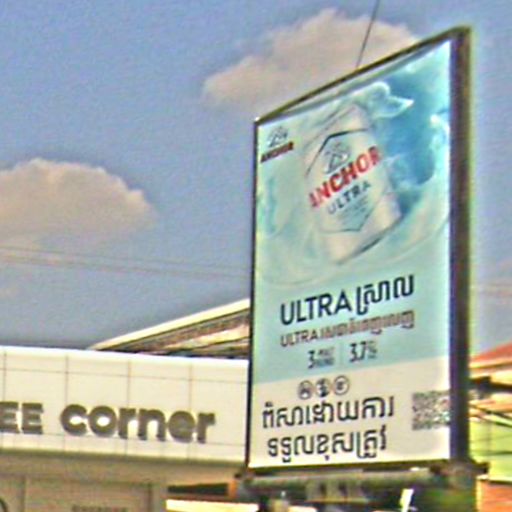 ANCHOR
ANCHOR
ULTRA
ULTRA ស្រាល
3 3.7%
ពិសាដោយការ
ទទួលខុសត្រូវ
EE corner